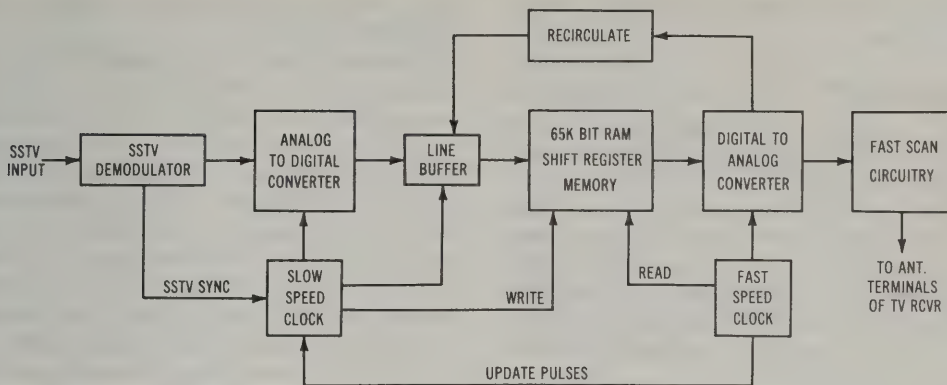 RECIRCULATE
SSTV
INPUT
SSTV
DEMODULATOR
ANALOG
TO DIGITAL
CONVERTER
LINE
BUFFER
65K BIT RAM
SHIFT REGISTER
MEMORY
DIGITAL TO
ANALOG
CONVERTER
FAST SCAN
CIRCUITRY
SSTV SYNC
SLOW
SPEED
CLOCK
WRITE
READ
FAST
SPEED
CLOCK
TO ANT.
TERMINALS
OF TV RCVR
UPDATE PULSES